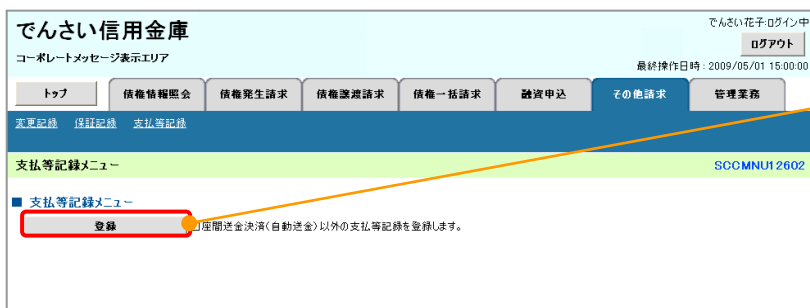 でんさい信用金庫
でんさい花子:ログイン中
ログアウト
コーポレートメッセージ表示エリア
最終操作日時:2009/05/01 15:00:00
トップ 債権情報照会 債権発生請求 債権譲渡請求 債権一括請求 融資申込 その他請求 管理業務
変更記録 保証記録 支払等記録
支払等記録メニュー SCCMNU12602
■ 支払等記録メニュー
登録 口座間送金決済(自動送金)以外の支払等記録を登録します。